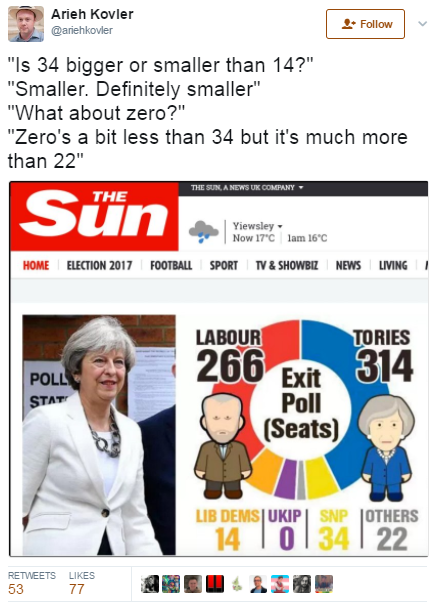 Arieh Kovler
@ariehkovler
Follow
"Is 34 bigger or smaller than 14?"
"Smaller. Definitely smaller"
"What about zero?"
"Zero's a bit less than 34 but it's much more
than 22"
THE SUN, A NEWS UK COMPANY
THE
Sun
Yiewsley
Now 17°C 1am 16°C
HOME ELECTION 2017 FOOTBALL SPORT TV & SHOWBIZ NEWS LIVING
POLL
STAT
LABOUR
266
TORIES
314
Exit
Poll
(Seats)
LIB DEMS UKIP SNP OTHERS
14 0 34 22
RETWEETS LIKES
53 77